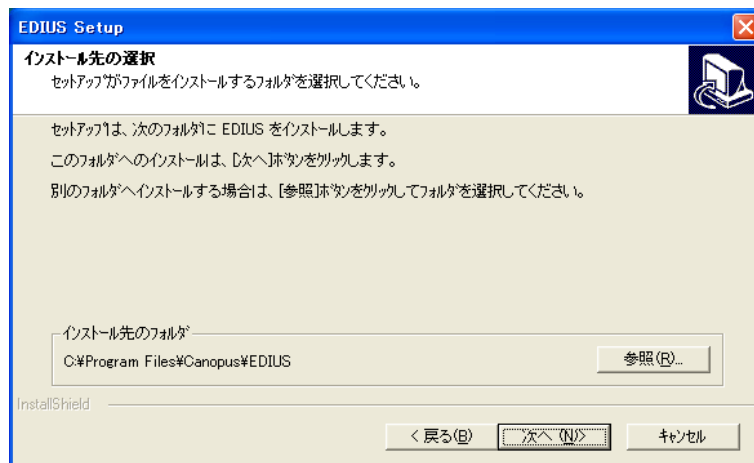 EDIUS Setup
インストール先の選択
セットアップがファイルをインストールするフォルダを選択してください。
セットアップは、次のフォルダに EDIUS をインストールします。
このフォルダへのインストールは、[次へ]ボタンをクリックします。
別のフォルダへインストールする場合は、[参照]ボタンをクリックしてフォルダを選択してください。
インストール先のフォルダ
C:¥Program Files¥Canopus¥EDIUS
参照(R)...
InstallShield
< 戻る(B)
次へ (N)>
キャンセル